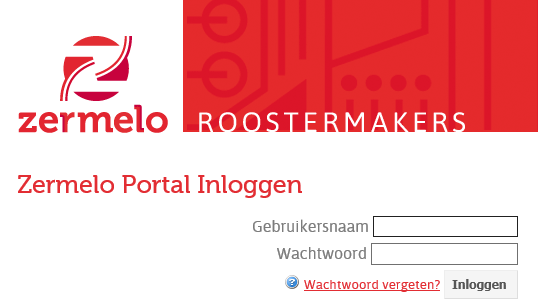 zermelo
ROOSTERMAKERS
Zermelo Portal Inloggen
Gebruikersnaam
Wachtwoord
? Wachtwoord vergeten? Inloggen